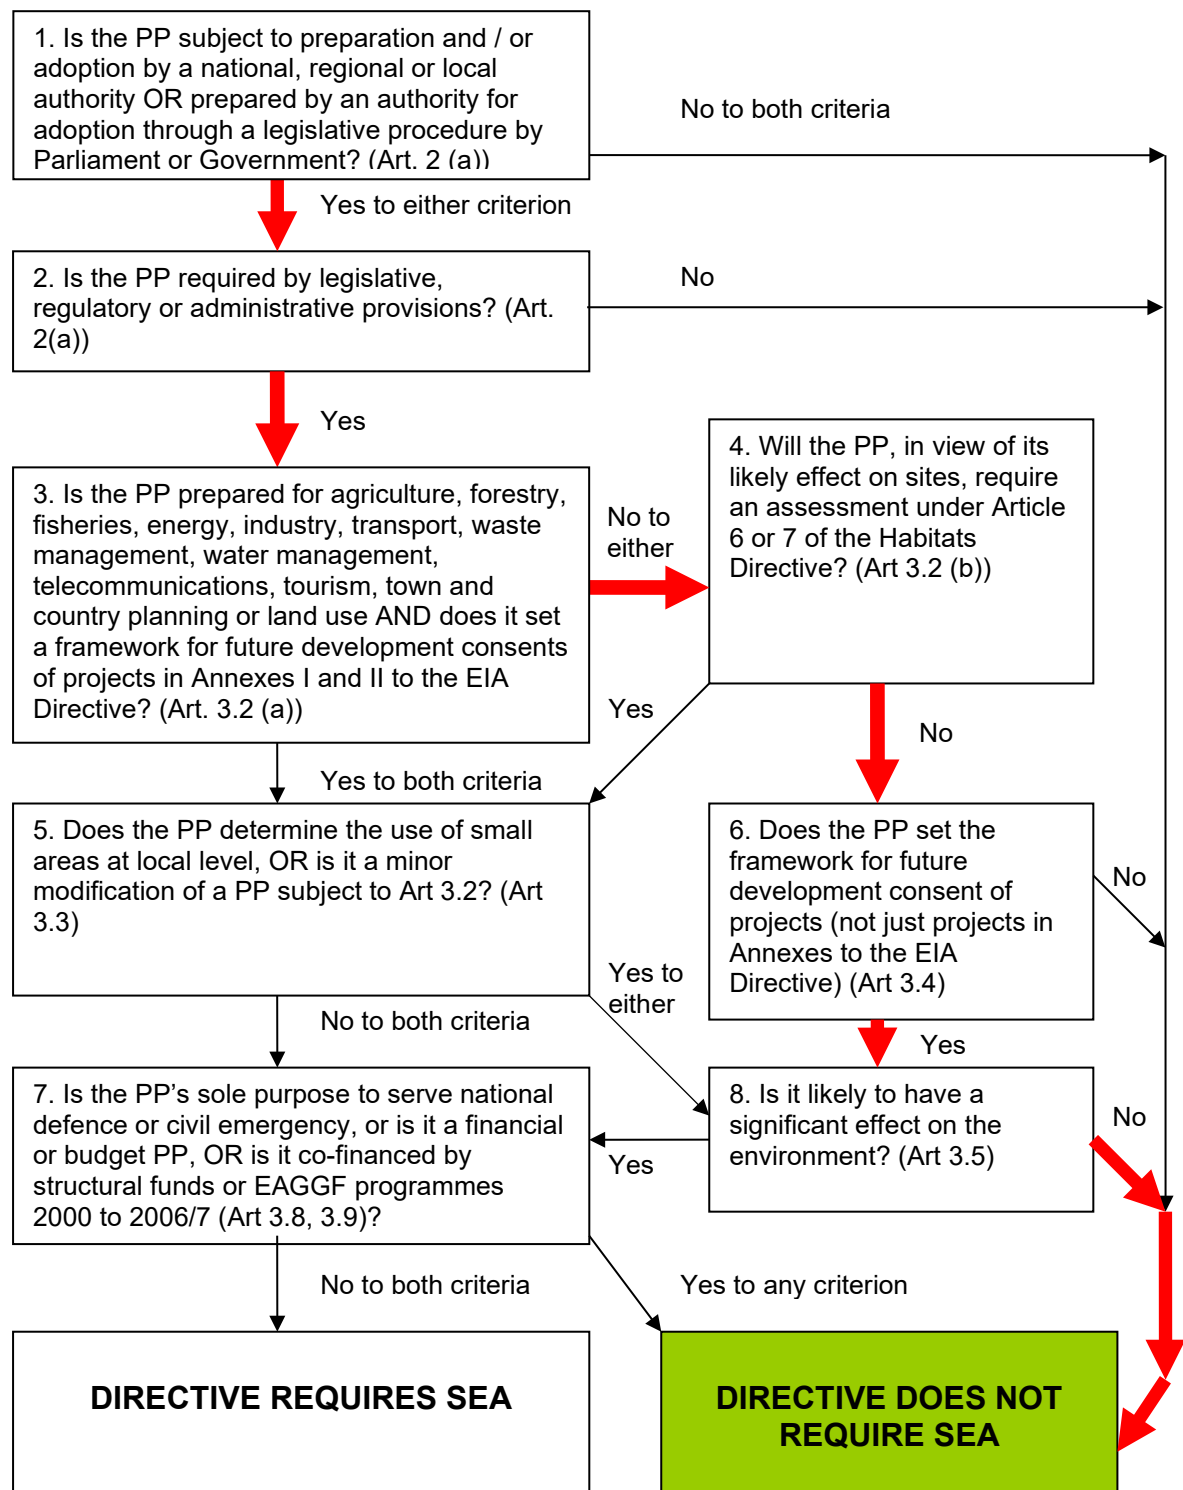 1. Is the PP subject to preparation and / or
adoption by a national, regional or local
authority OR prepared by an authority for
adoption through a legislative procedure by
Parliament or Government? (Art. 2 (a))
No to both criteria
Yes to either criterion
2. Is the PP required by legislative,
regulatory or administrative provisions? (Art.
2(a))
No
Yes
3. Is the PP prepared for agriculture, forestry,
fisheries, energy, industry, transport, waste
management, water management,
telecommunications, tourism, town and
country planning or land use AND does it set
a framework for future development consents
of projects in Annexes I and II to the EIA
Directive? (Art. 3.2 (a))
No to
either
4. Will the PP, in view of its
likely effect on sites, require
an assessment under Article
6 or 7 of the Habitats
Directive? (Art 3.2 (b))
Yes
No
Yes to both criteria
5. Does the PP determine the use of small
areas at local level, OR is it a minor
modification of a PP subject to Art 3.2? (Art
3.3)
6. Does the PP set the
framework for future
development consent of
projects (not just projects in
Annexes to the EIA
Directive) (Art 3.4)
No
Yes to
either
No to both criteria
Yes
7. Is the PP’s sole purpose to serve national
defence or civil emergency, or is it a financial
or budget PP, OR is it co-financed by
structural funds or EAGGF programmes
2000 to 2006/7 (Art 3.8, 3.9)?
Yes
8. Is it likely to have a
significant effect on the
environment? (Art 3.5)
No
No to both criteria
Yes to any criterion
DIRECTIVE REQUIRES SEA
DIRECTIVE DOES NOT
REQUIRE SEA